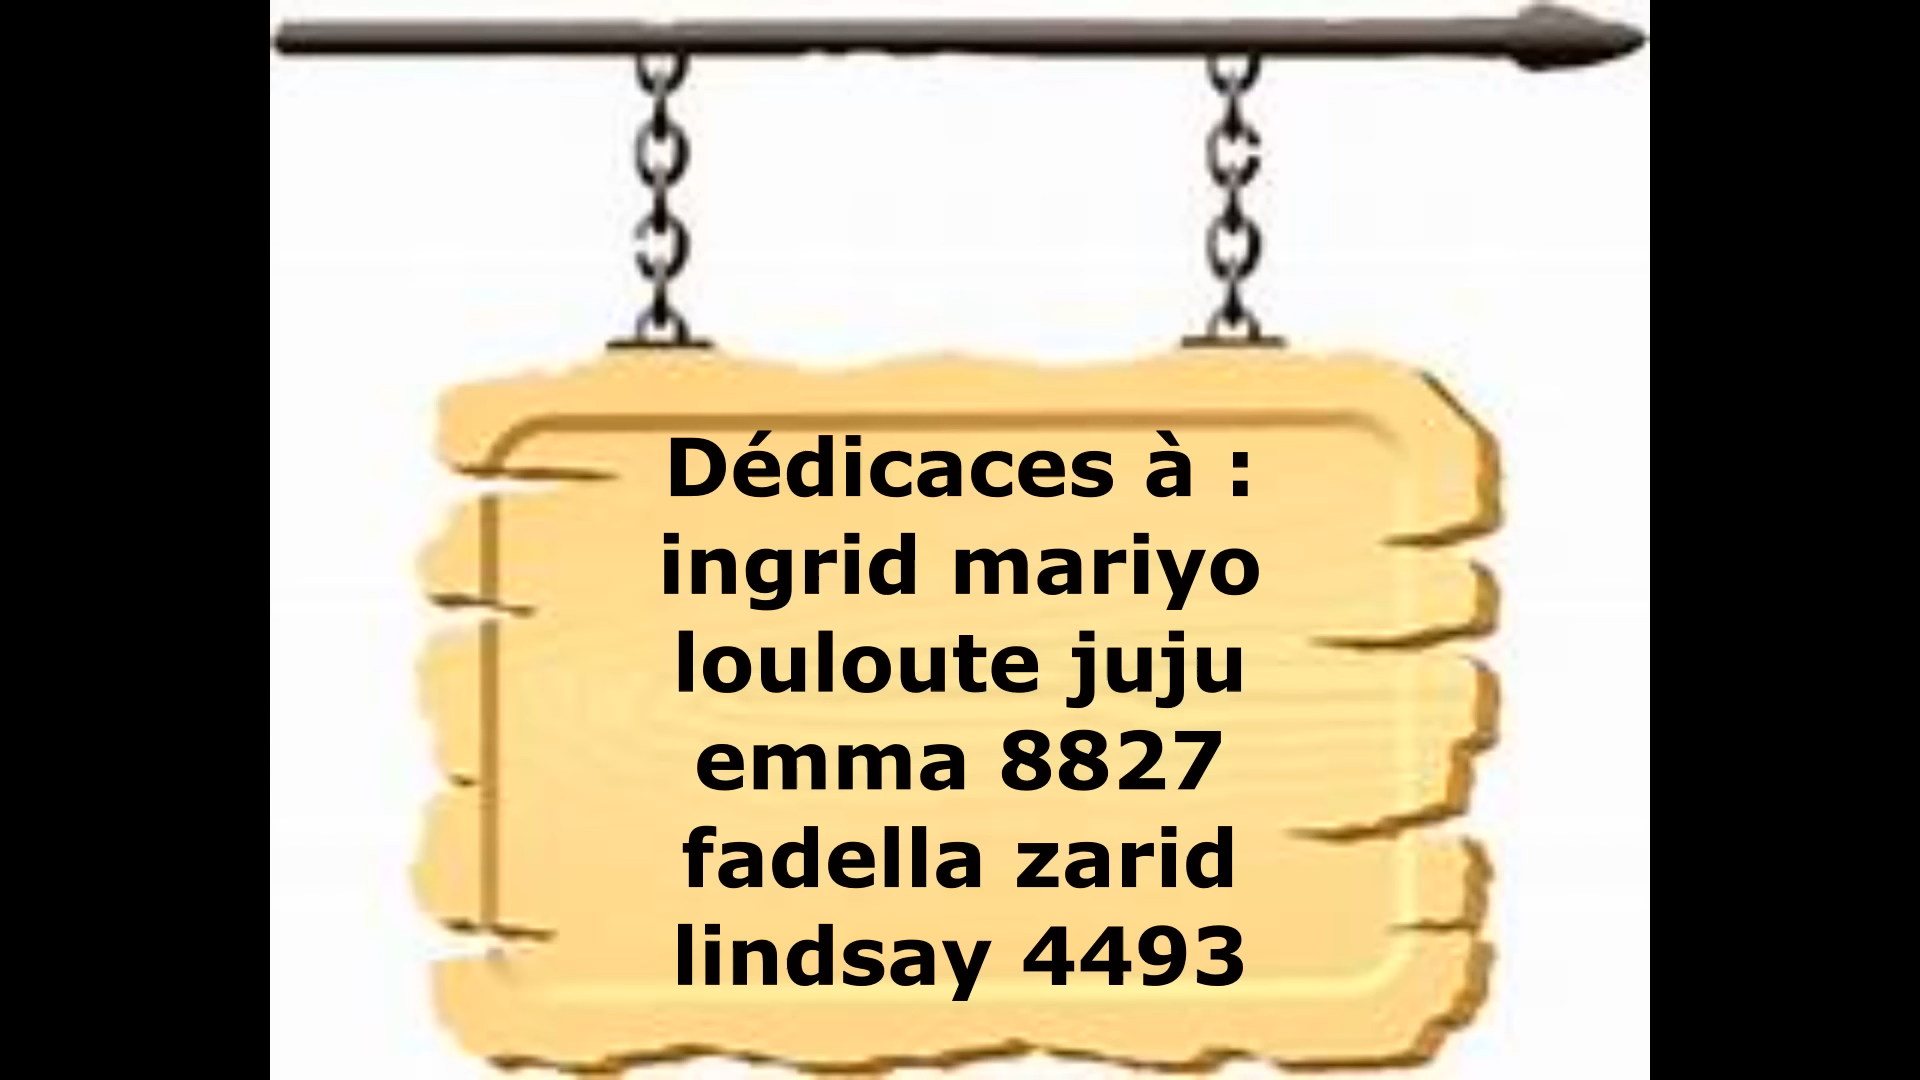 Dédicaces à :
ingrid mariyo
louloute juju
emma 8827
fadella zarid
lindsay 4493